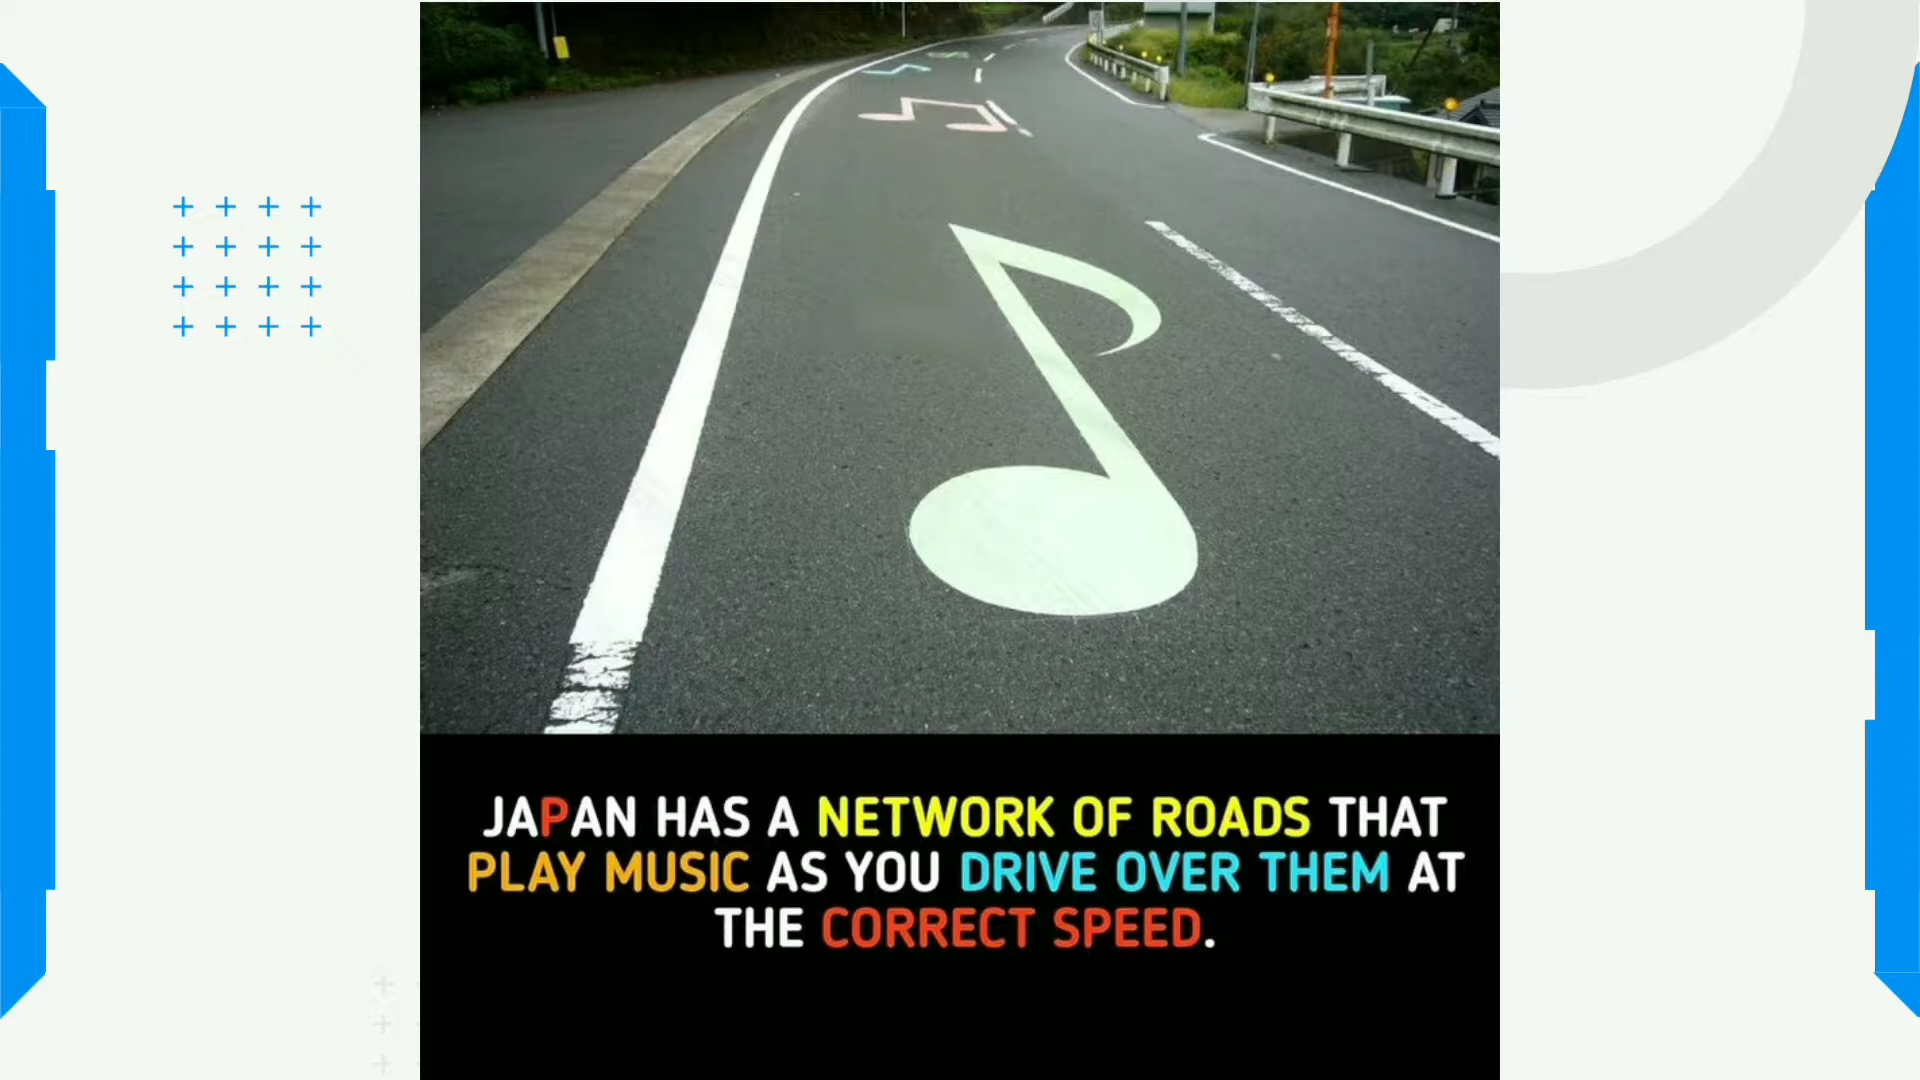 JAPAN HAS A NETWORK OF ROADS THAT
PLAY MUSIC AS YOU DRIVE OVER THEM AT
THE CORRECT SPEED.